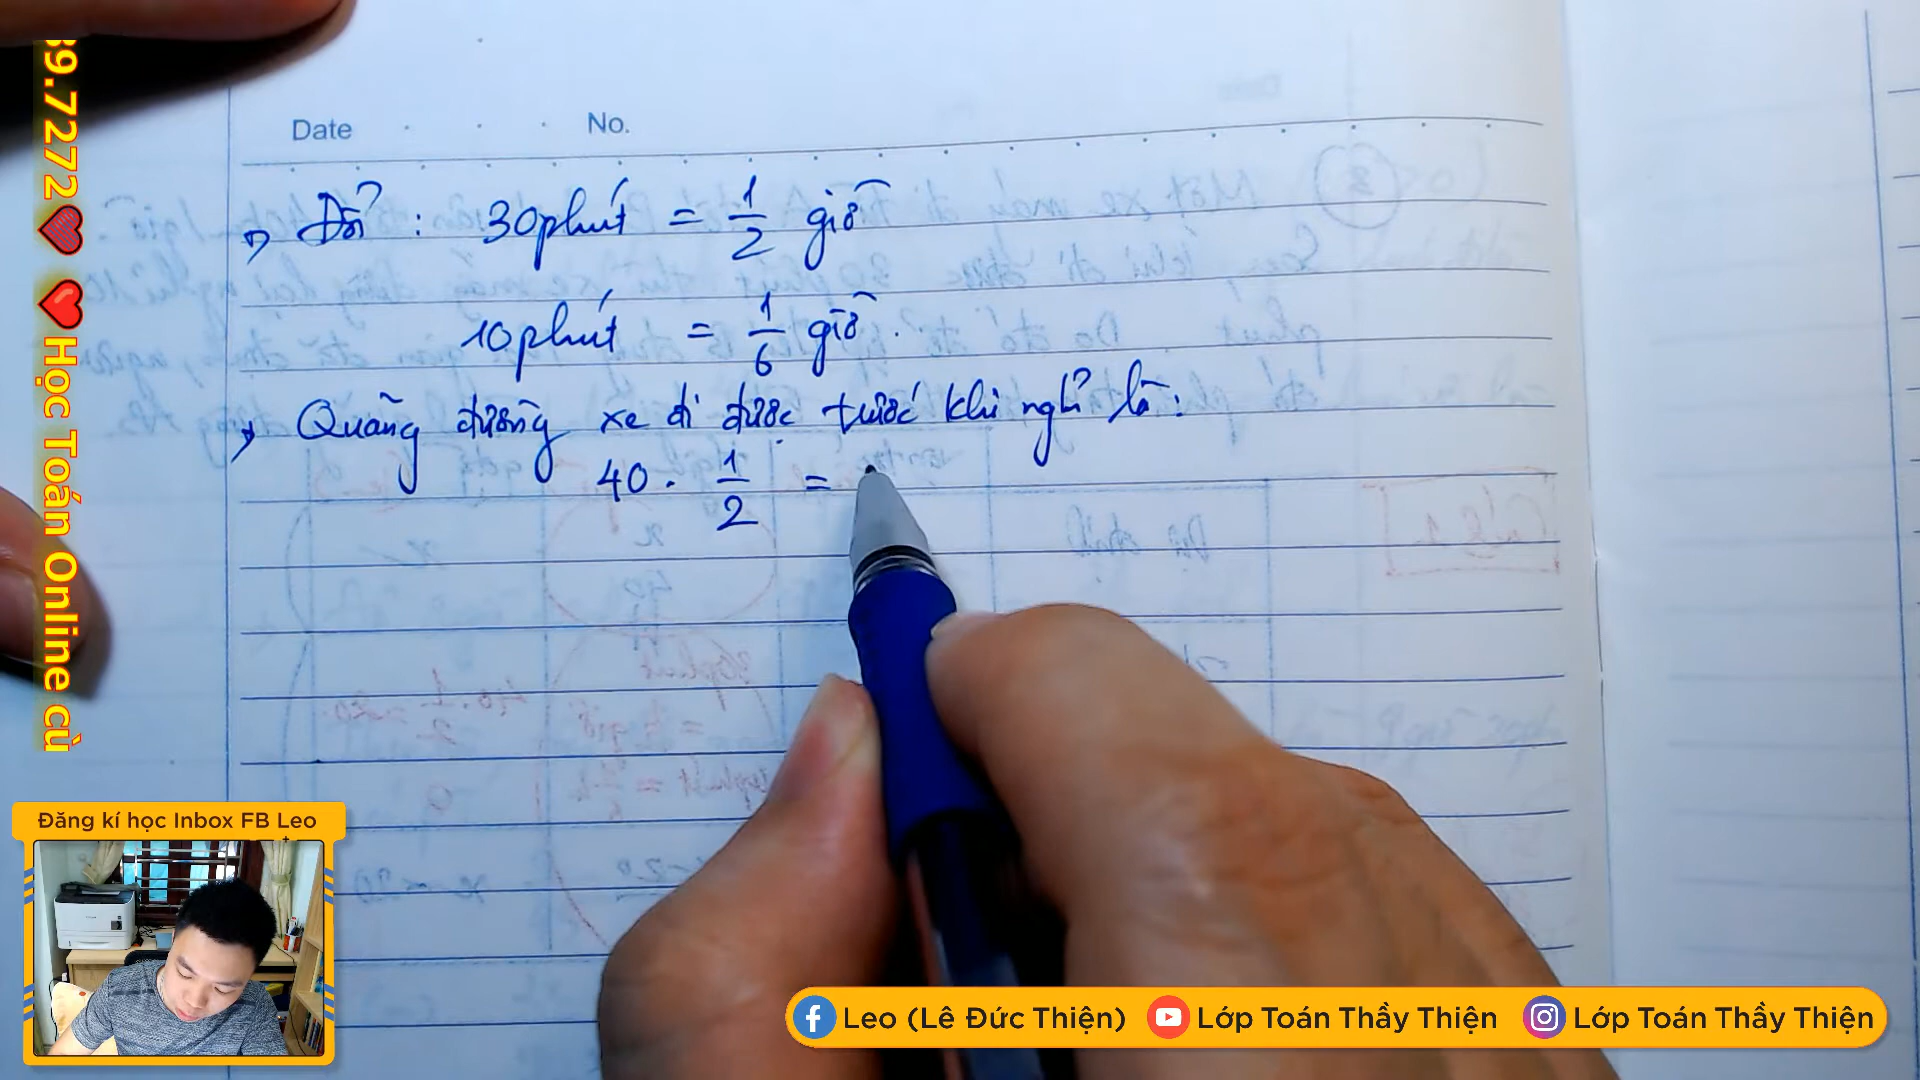 39.7272❤ ❤Học Toán Online cù
Date No.
Đổi : 30phút = 1/2 giờ
10phút = 1/6 giờ.
Quãng đường xe đi được trước khi nghỉ là:
40 . 1/2 =
Đăng kí học Inbox FB Leo
Leo (Lê Đức Thiện) Lớp Toán Thầy Thiện Lớp Toán Thầy Thiện